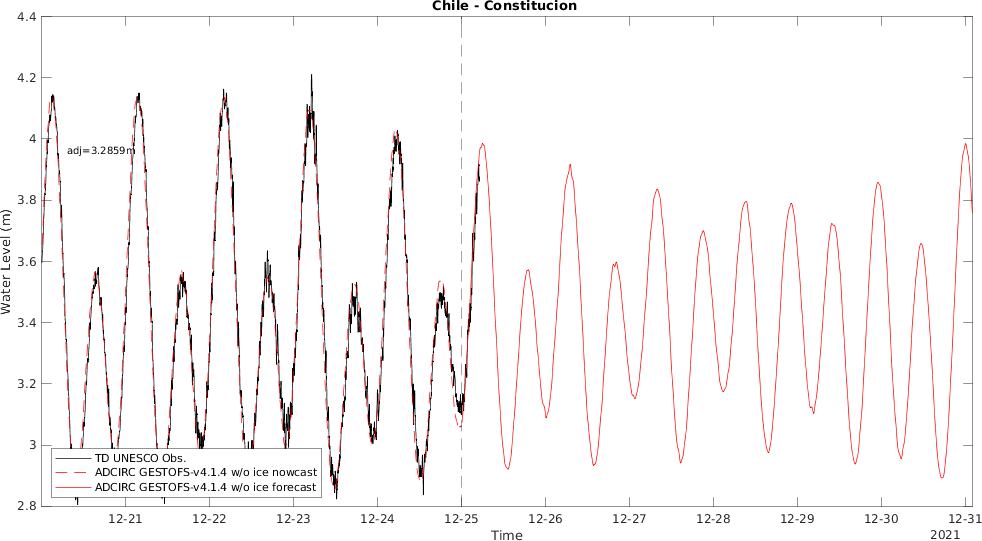 Chile - Constitucion
4.4
4.2
4
3.8
3.6
3.4
3.2
3
2.8
Water Level (m)
adj=3.2859m
TD UNESCO Obs.
ADCIRC GESTOFS-v4.1.4 w/o ice nowcast
ADCIRC GESTOFS-v4.1.4 w/o ice forecast
12-21 12-22 12-23 12-24 12-25 12-26 12-27 12-28 12-29 12-30 12-31
Time
2021